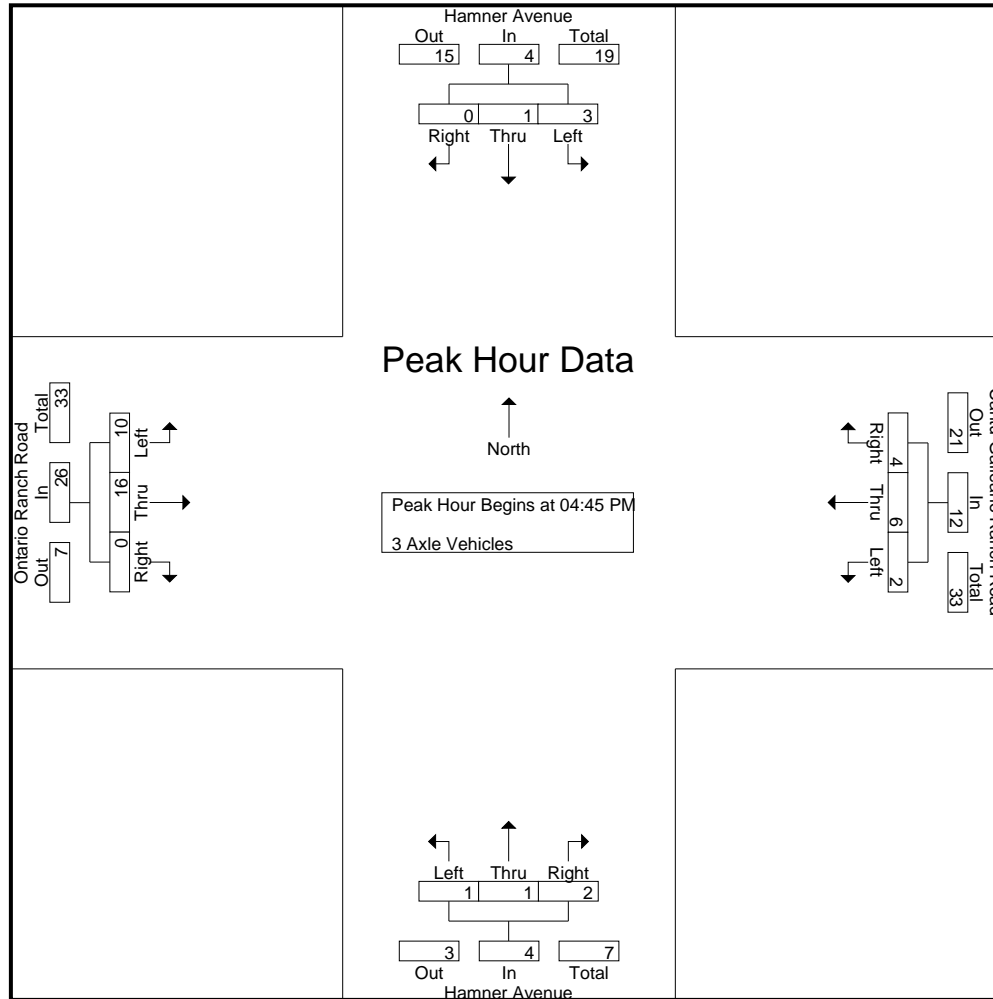 Hamner Avenue
Out In Total
15 4 19
0 1 3
Right Thru Left
Peak Hour Data
North
Peak Hour Begins at 04:45 PM
3 Axle Vehicles
Ontario Ranch Road
Total In Out
33 26 7
10 16 0
Left Thru Right
Right Thru Left
4 6 2
21 12 33
Out In Total
Left Thru Right
1 1 2
3 4 7
Out In Total
Hamner Avenue